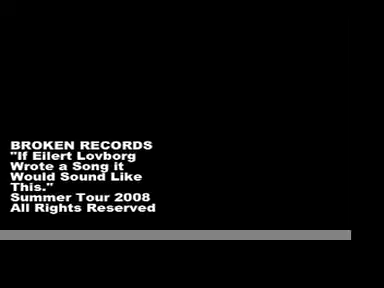 BROKEN RECORDS
"If Eilert Lovborg
Wrote a Song it
Would Sound Like
This."
Summer Tour 2008
All Rights Reserved